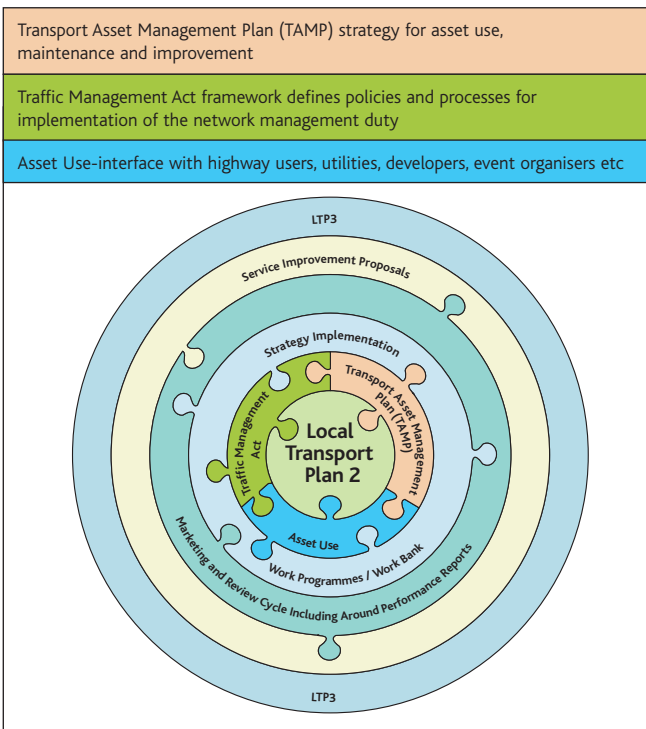 Transport Asset Management Plan (TAMP) strategy for asset use,
maintenance and improvement
Traffic Management Act framework defines policies and processes for
implementation of the network management duty
Asset Use-interface with highway users, utilities, developers, event organisers etc
LTP3
Service Improvement Proposals
Strategy Implementation
Transport Asset Management
Plan (TAMP)
Traffic Management
Act
Local
Transport
Plan 2
Asset Use
Work Programmes / Work Bank
Marketing and Review Cycle Including Around Performance Reports
LTP3